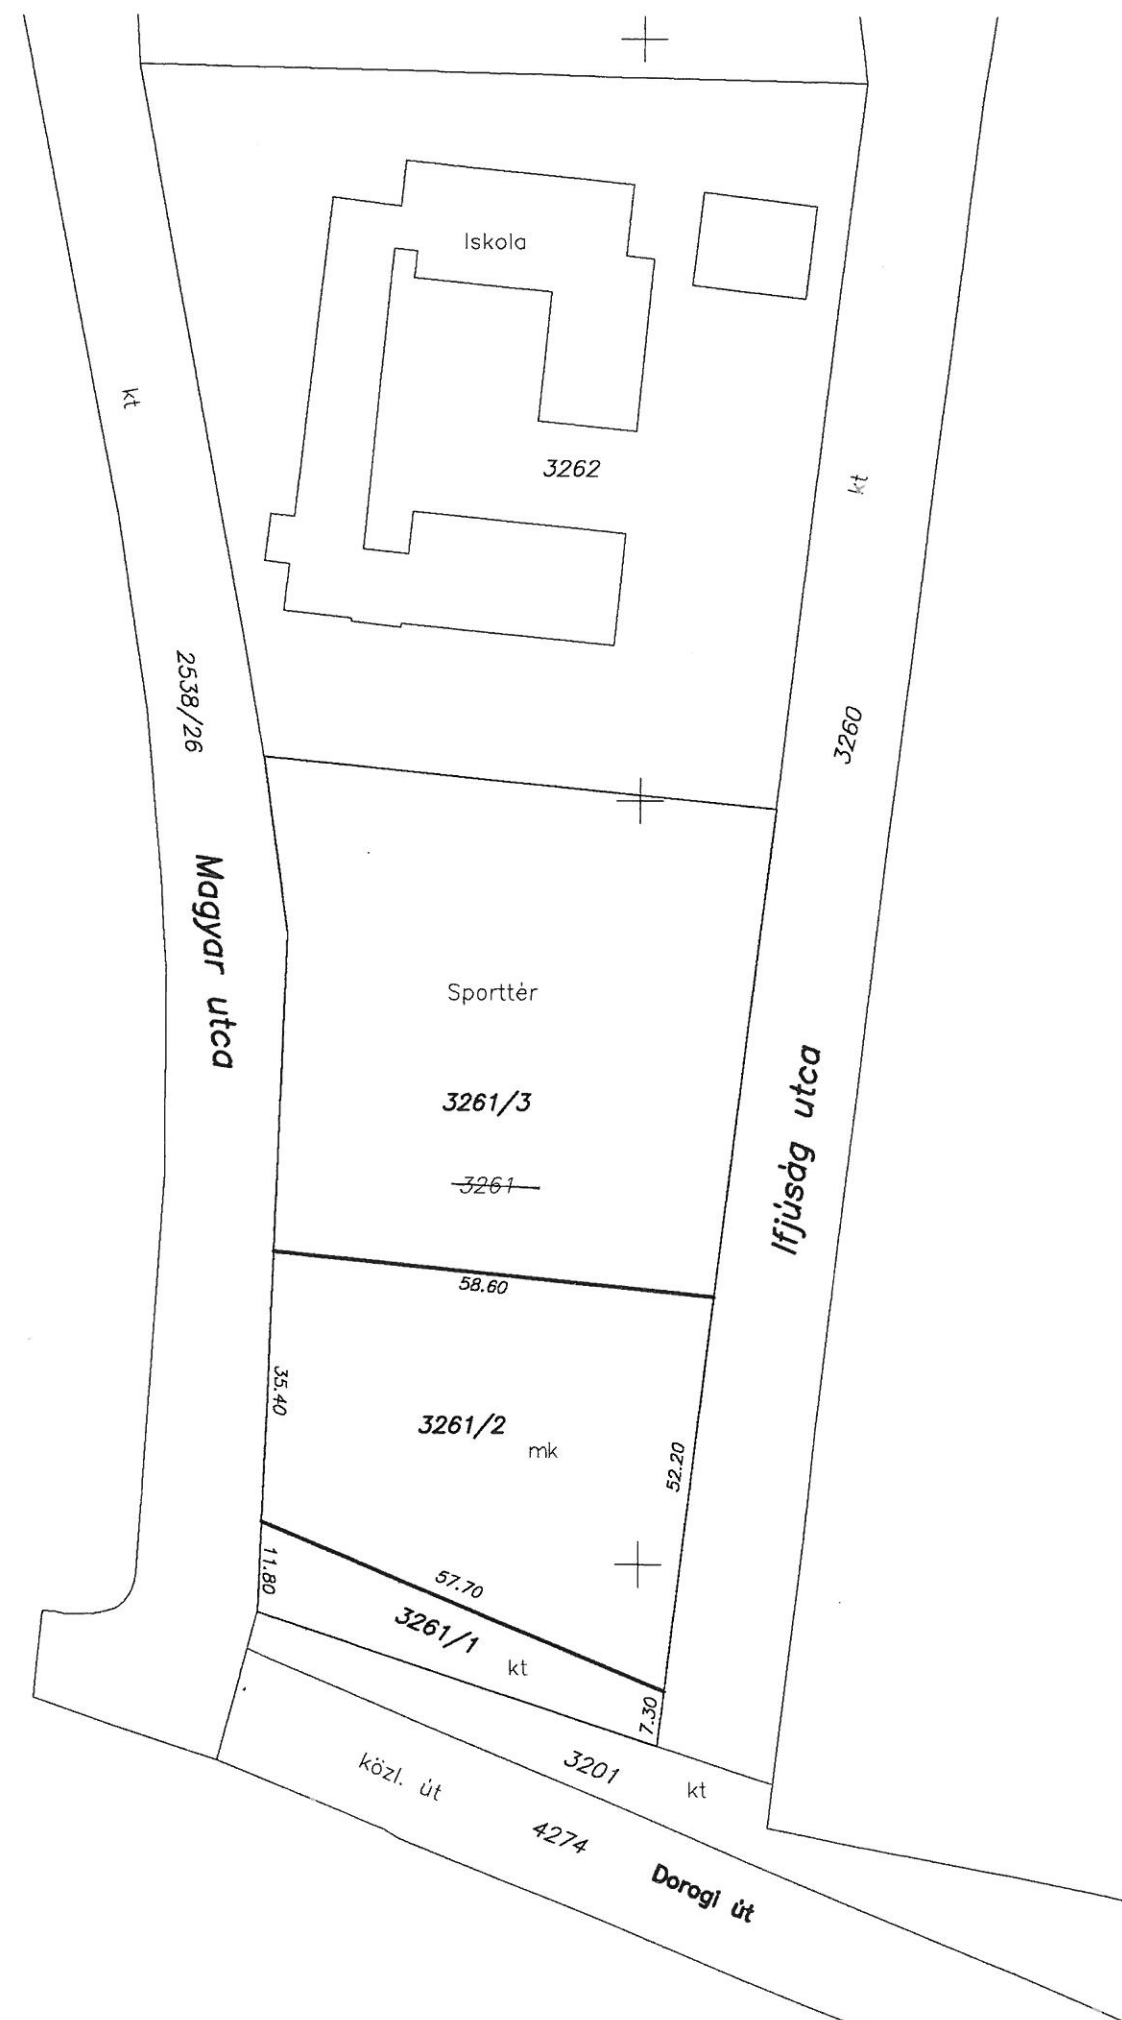 Iskola
kt
3262
kt
2538/26
3260
Magyar utca
Sporttér
Ifjúság utca
3261/3
3261
58.60
35.40
3261/2
mk
52.20
11.80
57.70
3261/1
kt
7.30
3201
kt
közl. út
4274
Dorogi út